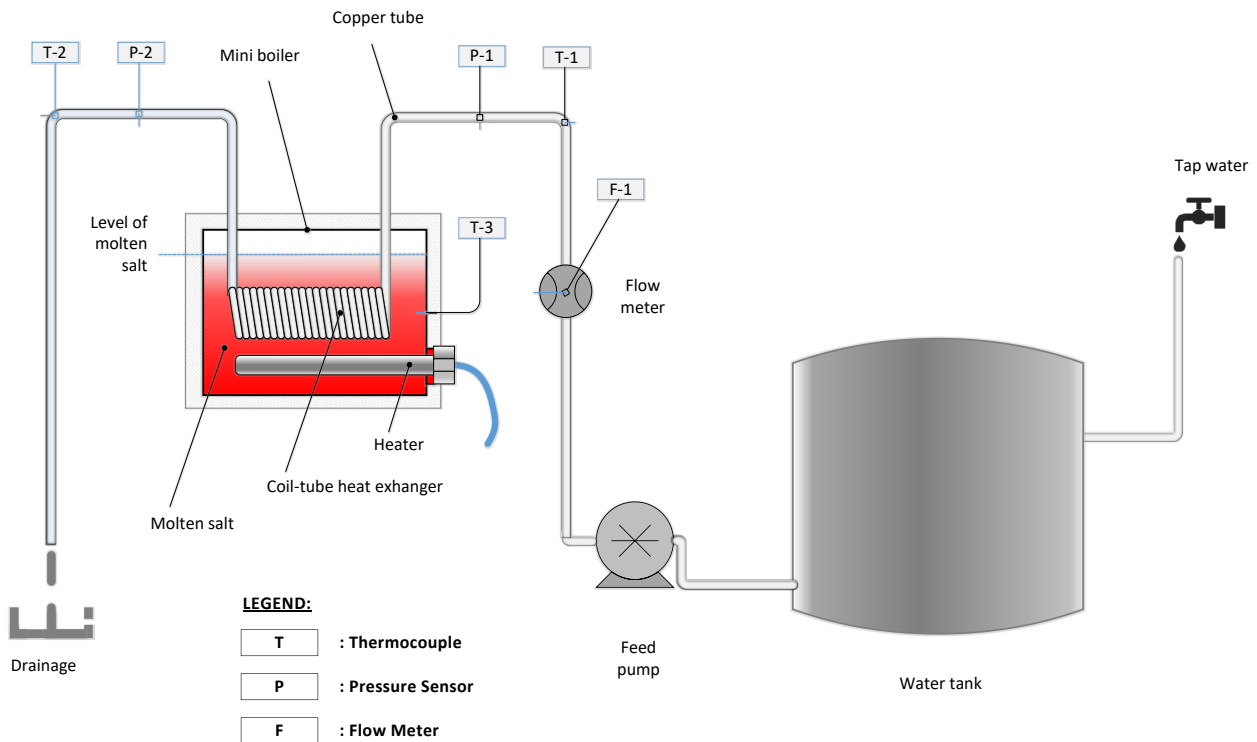 Copper tube
T-2
P-2
Mini boiler
P-1
T-1
Tap water
F-1
Level of
molten
salt
T-3
Flow
meter
Heater
Coil-tube heat exhanger
Molten salt
LEGEND:
T : Thermocouple
Drainage
Feed
pump
P : Pressure Sensor
Water tank
F : Flow Meter